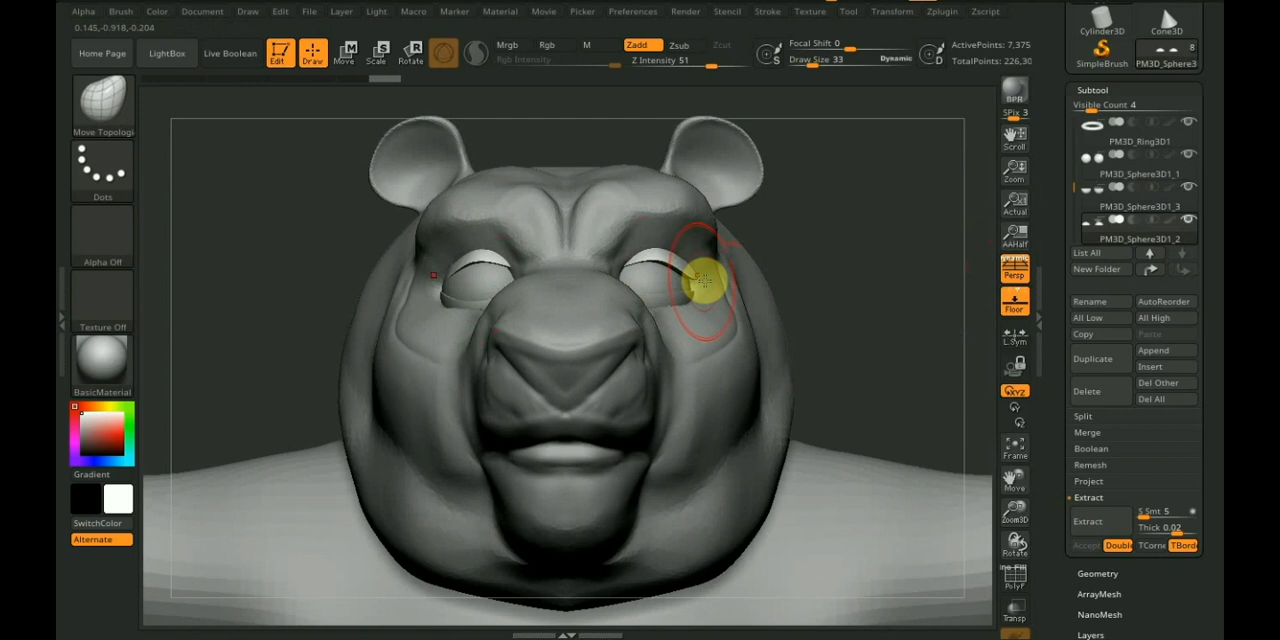 Alpha Brush Color Document Draw Edit File Layer Light. Macro Marker Material Movie Picker Preferences Render Stencil Stroke Texture Tool Transform Zplugin Zscript
0.145,-0.918,-0.204
Home Page LightBox Live Boolean Edit Draw Move Scale Rotate
Mrgb Rgb M Zadd Zsub Zcut
Rgb Intensity Z Intensity 51
Focal Shift 0
Draw Size 33 Dynamic
ActivePoints: 7,375
TotalPoints: 226,30
S
D
Move Topologi
Dots
Alpha Off
Texture Off
BasicMaterial
Gradient
SwitchColor
Alternate
BPR
SPix 3
Scroll
Zoom
Actual
AAHalf
Persp
Floor
L.Sym
Frame
Move
Zoom3D
Rotate
PolyF
Transp
Cylinder3D Cone3D
8
SimpleBrush PM3D_Sphere3
Subtool
Visible Count 4
PM3D_Ring3D1
PM3D_Sphere3D1_1
PM3D_Sphere3D1_3
PM3D_Sphere3D1_2
List All
New Folder
Rename AutoReorder
All Low All High
Copy Paste
Duplicate Append
Insert
Delete Del Other
Del All
Split
Merge
Boolean
Remesh
Project
Extract
Extract S Smt 5
Thick 0.02
Accept Double TCorne TBorde
Geometry
ArrayMesh
NanoMesh
Layers